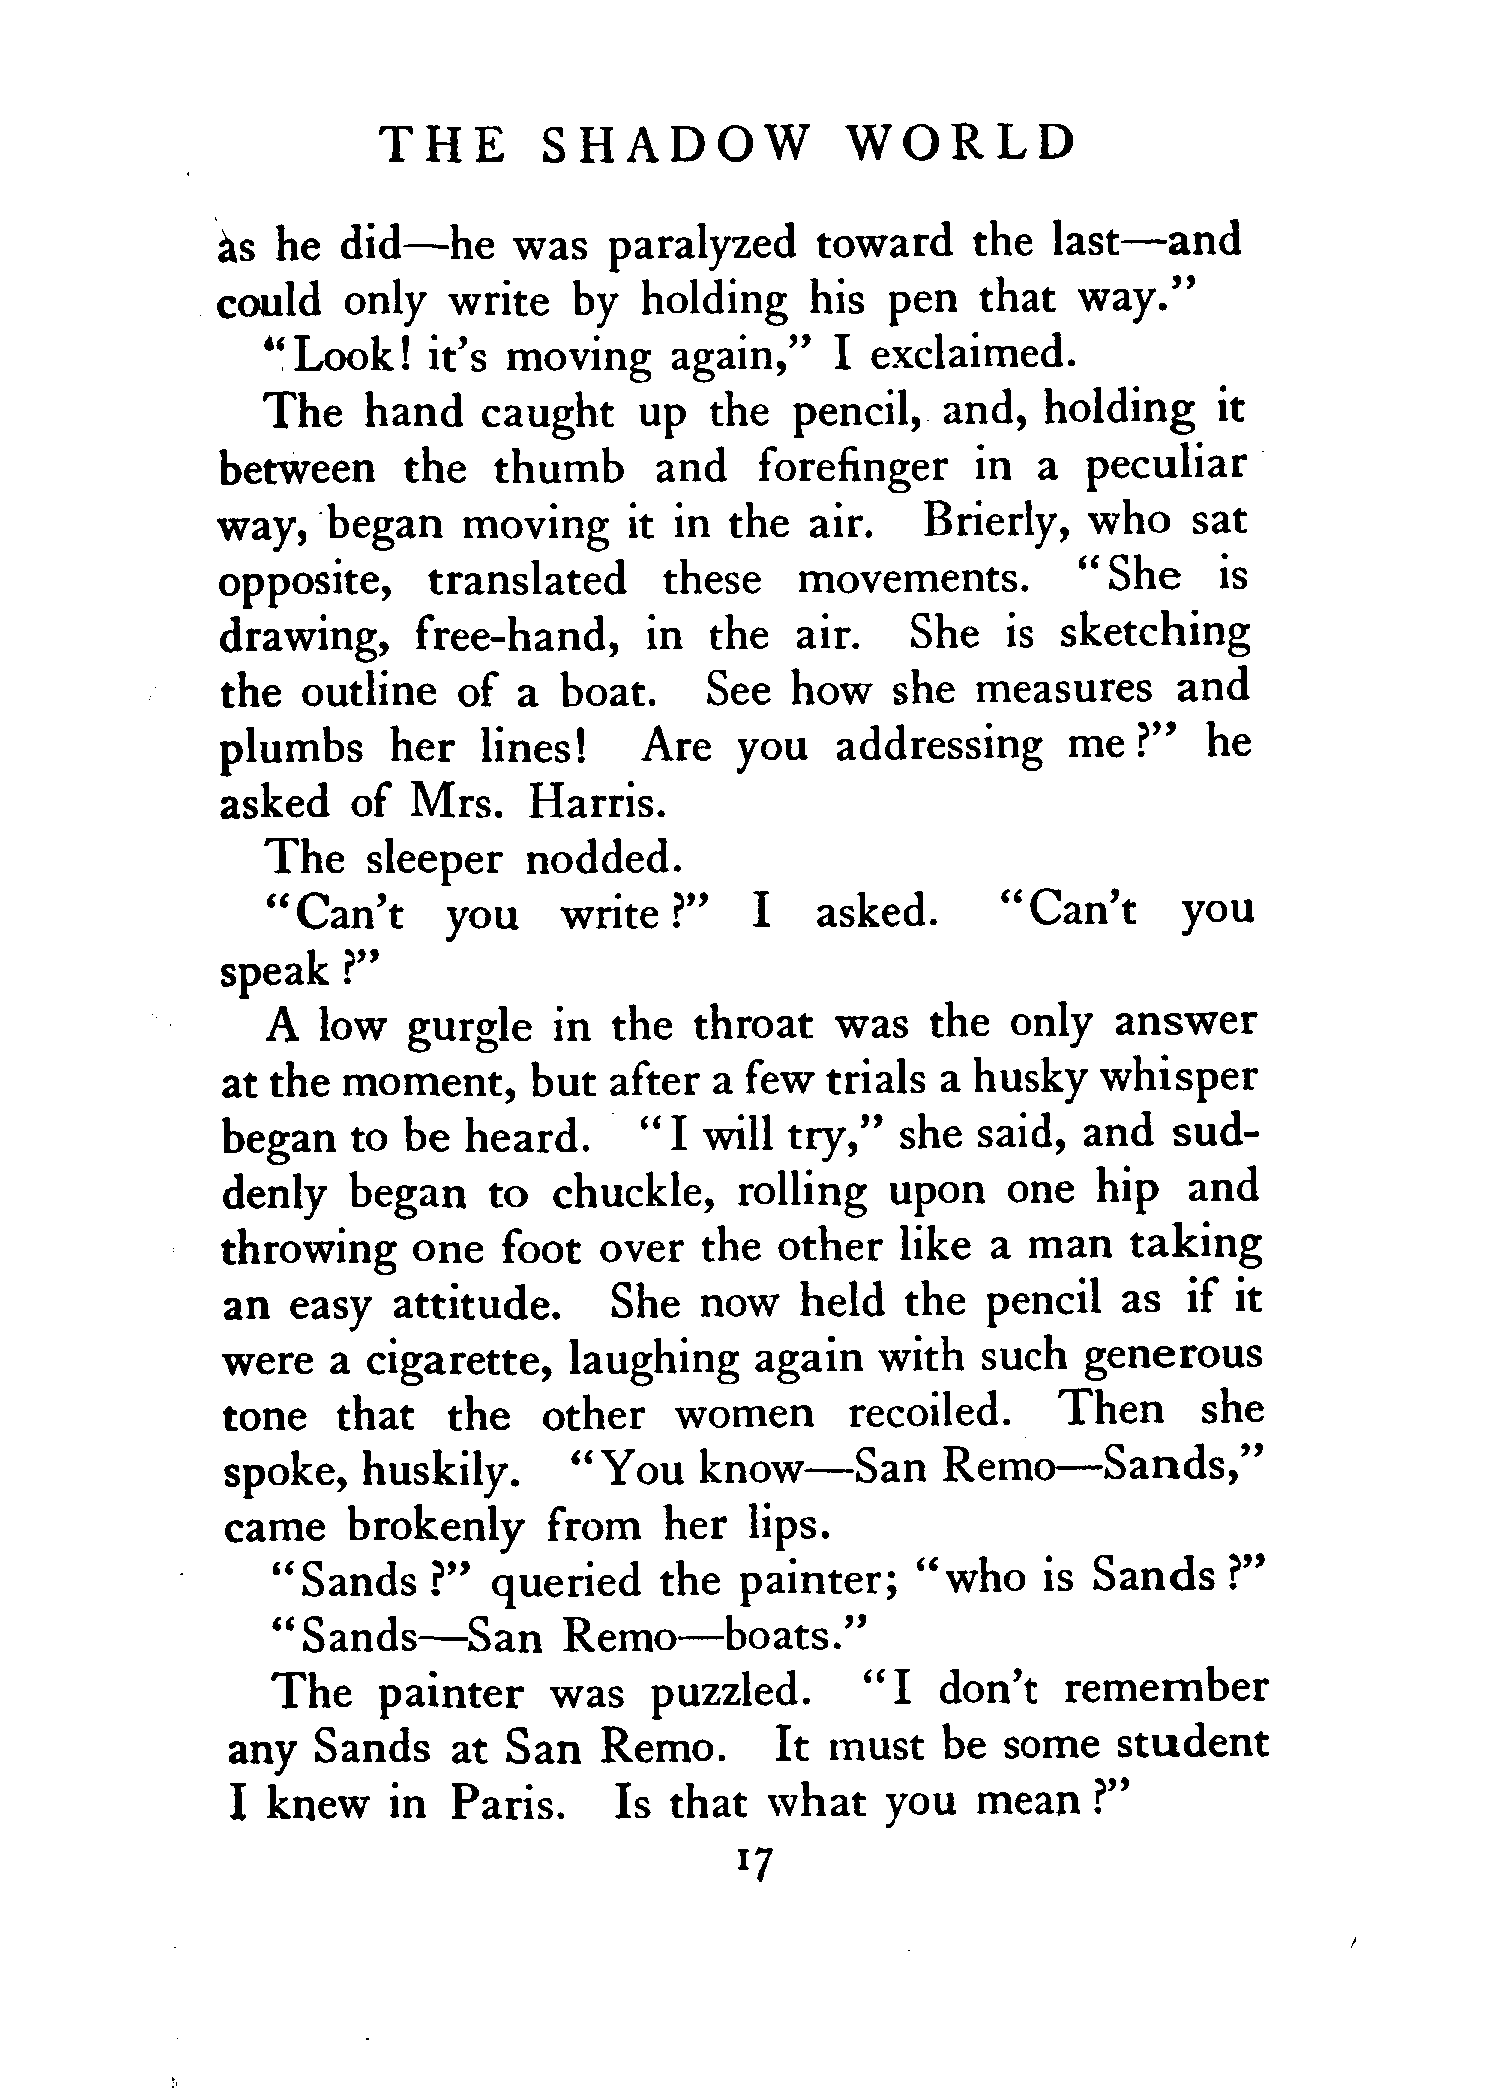 THE SHADOW WORLD
as he did—he was paralyzed toward the last—and
could only write by holding his pen that way.”
“Look! it’s moving again,” I exclaimed.
The hand caught up the pencil, and, holding it
between the thumb and forefinger in a peculiar
way, began moving it in the air. Brierly, who sat
opposite, translated these movements. “She is
drawing, free-hand, in the air. She is sketching
the outline of a boat. See how she measures and
plumbs her lines! Are you addressing me?” he
asked of Mrs. Harris.
The sleeper nodded.
“Can’t you write?” I asked. “Can’t you
speak?”
A low gurgle in the throat was the only answer
at the moment, but after a few trials a husky whisper
began to be heard. “I will try,” she said, and sud-
denly began to chuckle, rolling upon one hip and
throwing one foot over the other like a man taking
an easy attitude. She now held the pencil as if it
were a cigarette, laughing again with such generous
tone that the other women recoiled. Then she
spoke, huskily. “You know—San Remo—Sands,”
came brokenly from her lips.
“Sands?” queried the painter; “who is Sands?”
“Sands—San Remo—boats.”
The painter was puzzled. “I don’t remember
any Sands at San Remo. It must be some student
I knew in Paris. Is that what you mean?”
17